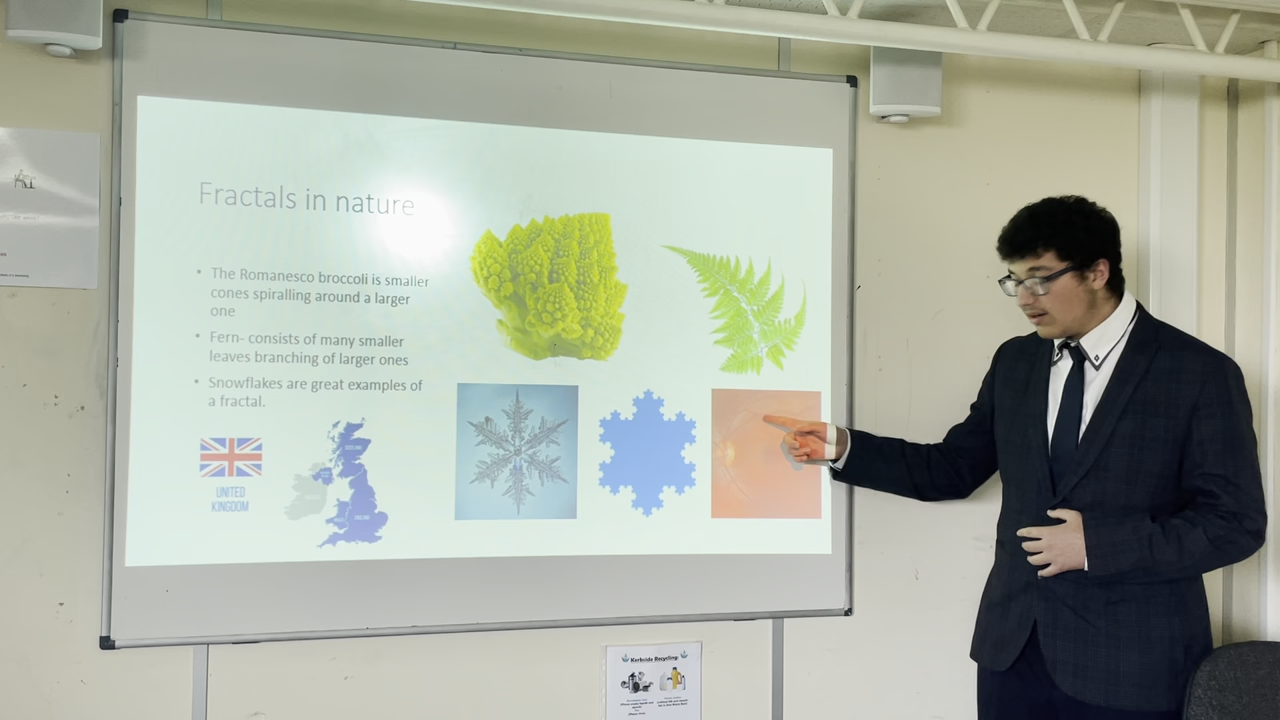 Fractals in nature
• The Romanesco broccoli is smaller
cones spiralling around a larger
one
• Fern- consists of many smaller
leaves branching of larger ones
• Snowflakes are great examples of
a fractal.
UNITED
KINGDOM
Kerbside Recycling